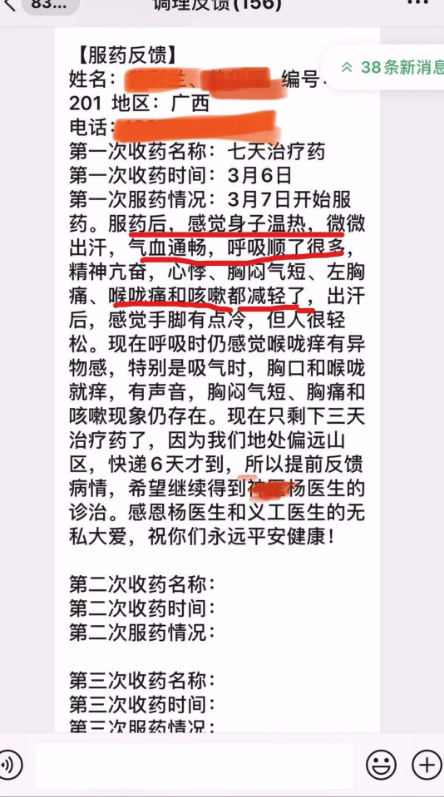 83...
调理反馈(156)
38条新消息
【服药反馈】
姓名： 编号
201 地区：广西
电话：
第一次收药名称：七天治疗药
第一次收药时间：3月6日
第一次服药情况：3月7日开始服
药。服药后，感觉身子温热，微微
出汗，气血通畅，呼吸顺了很多，
精神亢奋，心悸、胸闷气短、左胸
痛、喉咙痛和咳嗽都减轻了，出汗
后，感觉手脚有点冷，但人很轻
松。现在呼吸时仍感觉喉咙痒有异
物感，特别是吸气时，胸口和喉咙
就痒，有声音，胸闷气短、胸痛和
咳嗽现象仍存在。现在只剩下三天
治疗药了，因为我们地处偏远山
区，快递6天才到，所以提前反馈
病情，希望继续得到杨医生的
诊治。感恩杨医生和义工医生的无
私大爱，祝你们永远平安健康！
第二次收药名称：
第二次收药时间：
第二次服药情况：
第三次收药名称：
第三次收药时间：
第三次服药情况：